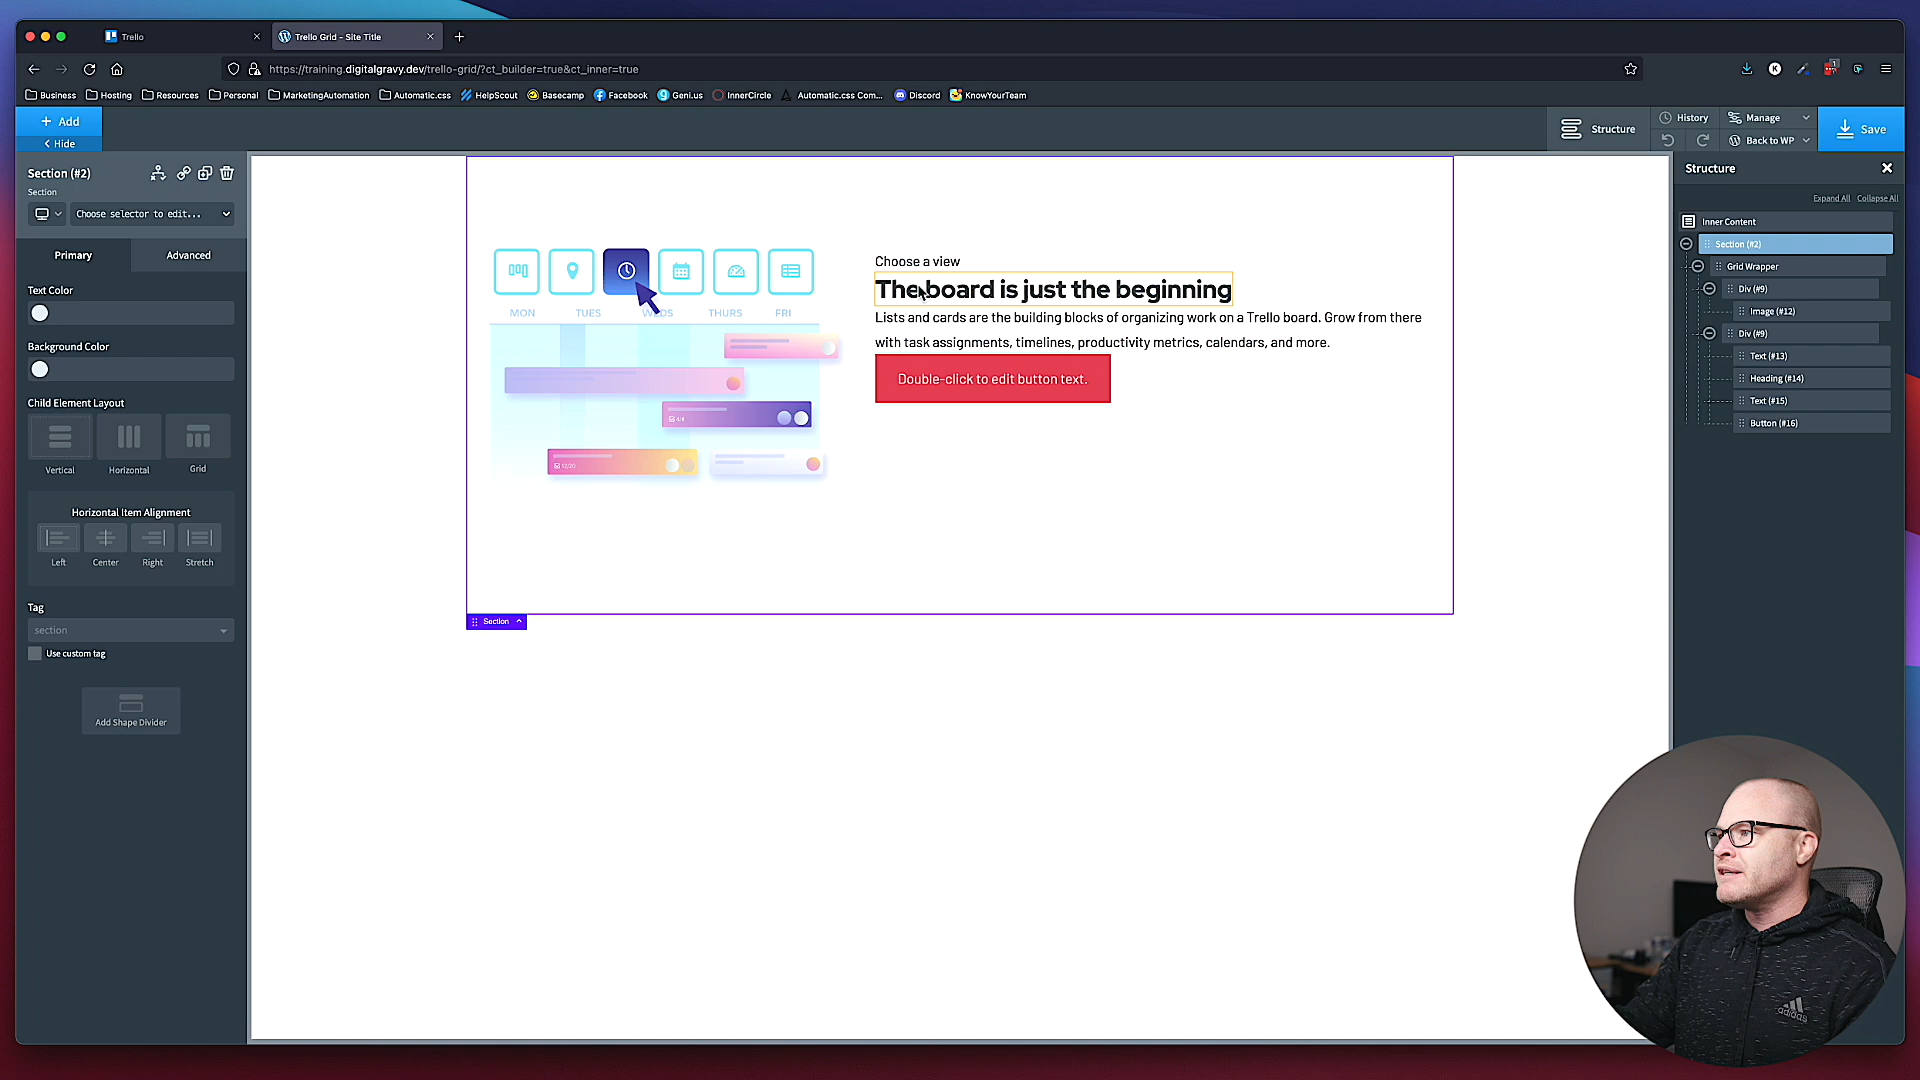 Trello
Trello Grid - Site Title
https://training.digitalgravy.dev/trello-grid/?ct_builder=true&ct_inner=true
Business
Hosting
Resources
Personal
MarketingAutomation
Automatic.css
HelpScout
Basecamp
Facebook
Geni.us
InnerCircle
Automatic.css Com...
Discord
KnowYourTeam
+ Add
< Hide
Structure
History
Manage
Back to WP
Save
Section (#2)
Section
Choose selector to edit...
Primary
Advanced
Text Color
Background Color
Child Element Layout
Vertical
Horizontal
Grid
Horizontal Item Alignment
Left
Center
Right
Stretch
Tag
section
Use custom tag
Add Shape Divider
MON
TUES
WEDS
THURS
FRI
12/20
Choose a view
The board is just the beginning
Lists and cards are the building blocks of organizing work on a Trello board. Grow from there
with task assignments, timelines, productivity metrics, calendars, and more.
Double-click to edit button text.
Section
Structure
Expand All
Collapse All
Inner Content
Section (#2)
Grid Wrapper
Div (#9)
Image (#12)
Div (#9)
Text (#13)
Heading (#14)
Text (#15)
Button (#16)
adidas